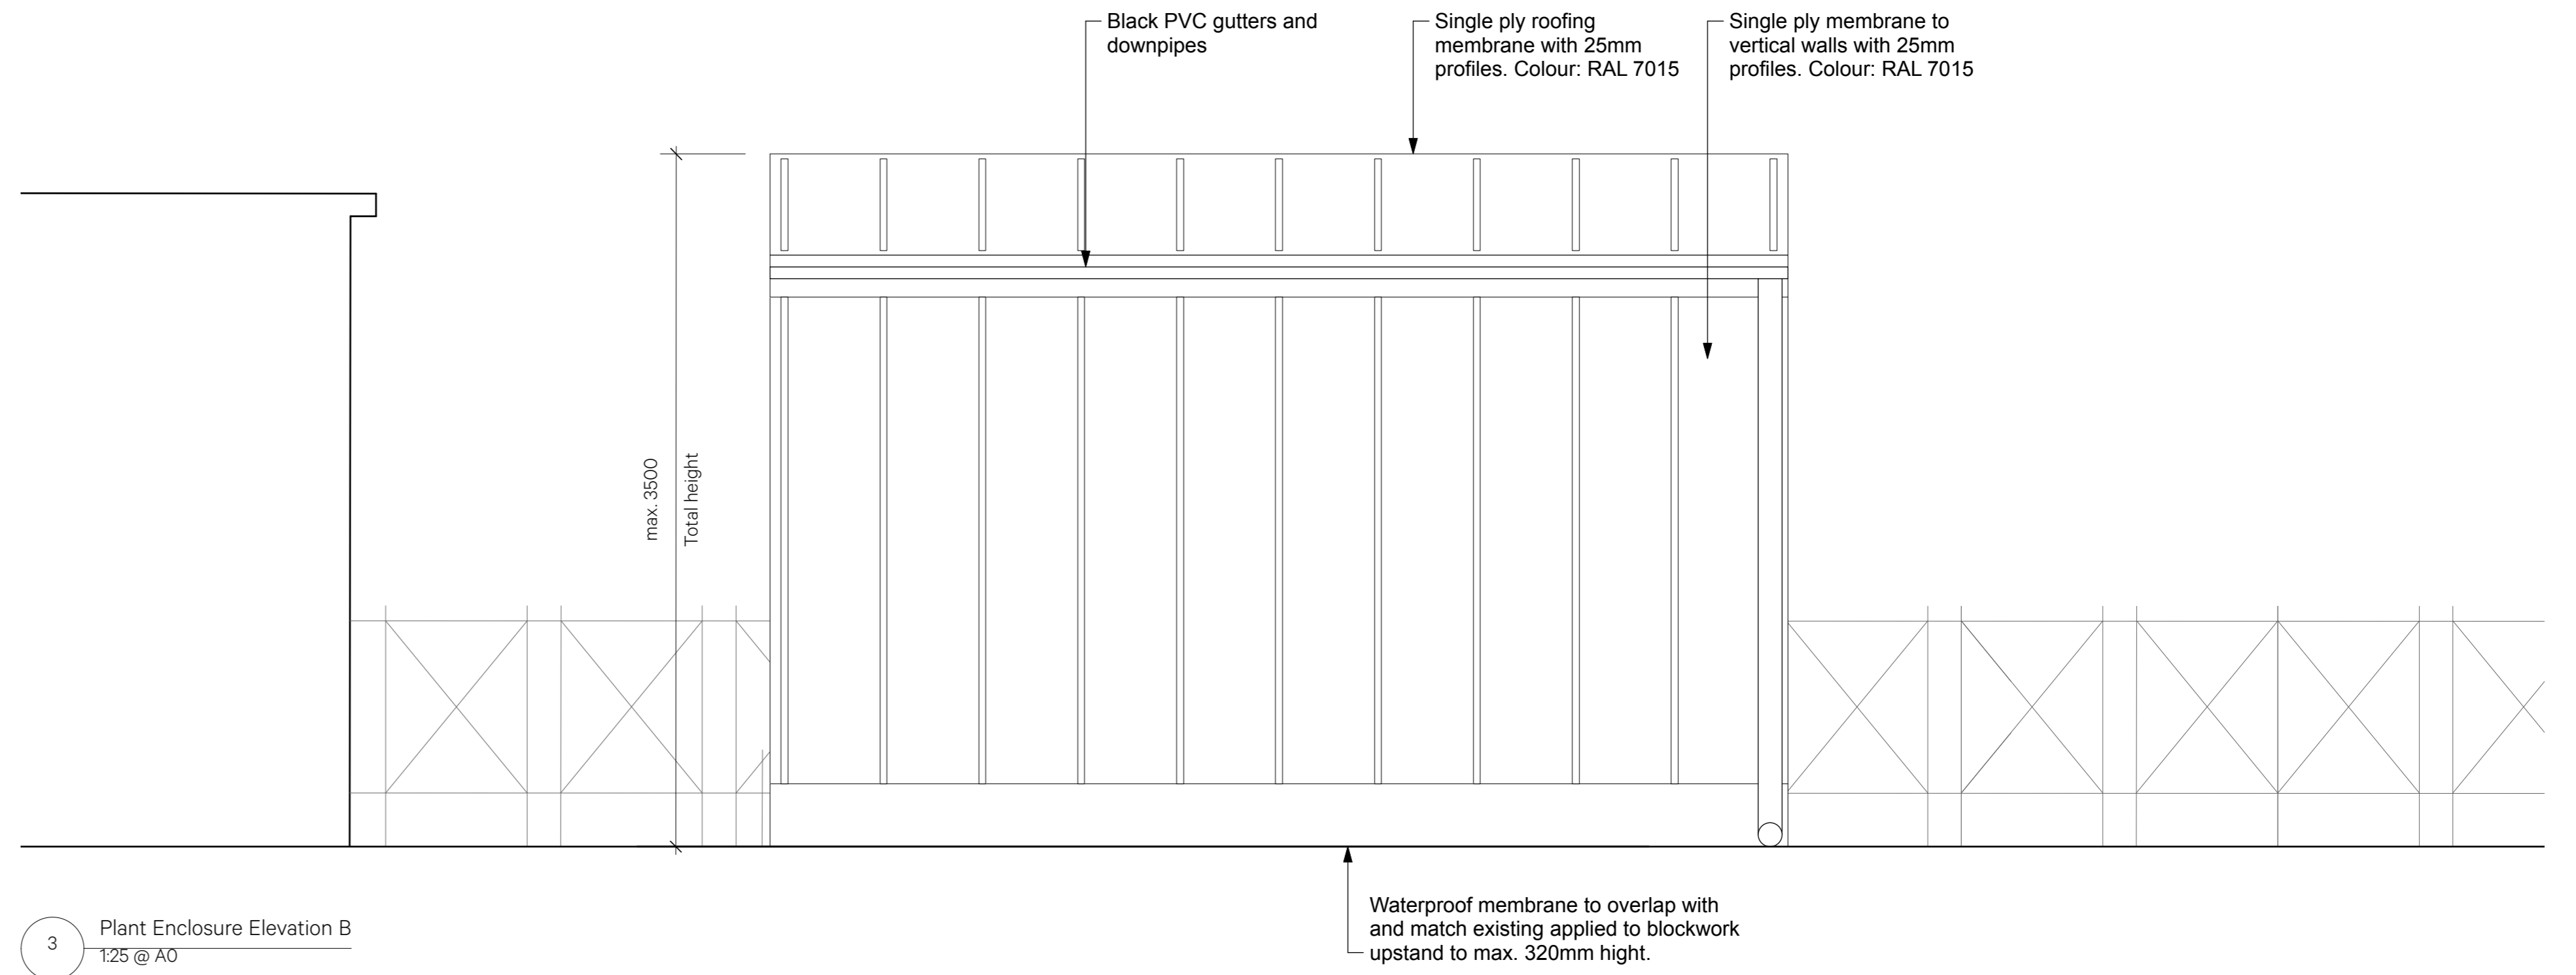 Black PVC gutters and
downpipes
Single ply roofing
membrane with 25mm
profiles. Colour: RAL 7015
Single ply membrane to
vertical walls with 25mm
profiles. Colour: RAL 7015
max. 3500
Total height
Waterproof membrane to overlap with
and match existing applied to blockwork
upstand to max. 320mm hight.
3
Plant Enclosure Elevation B
1:25 @ A0